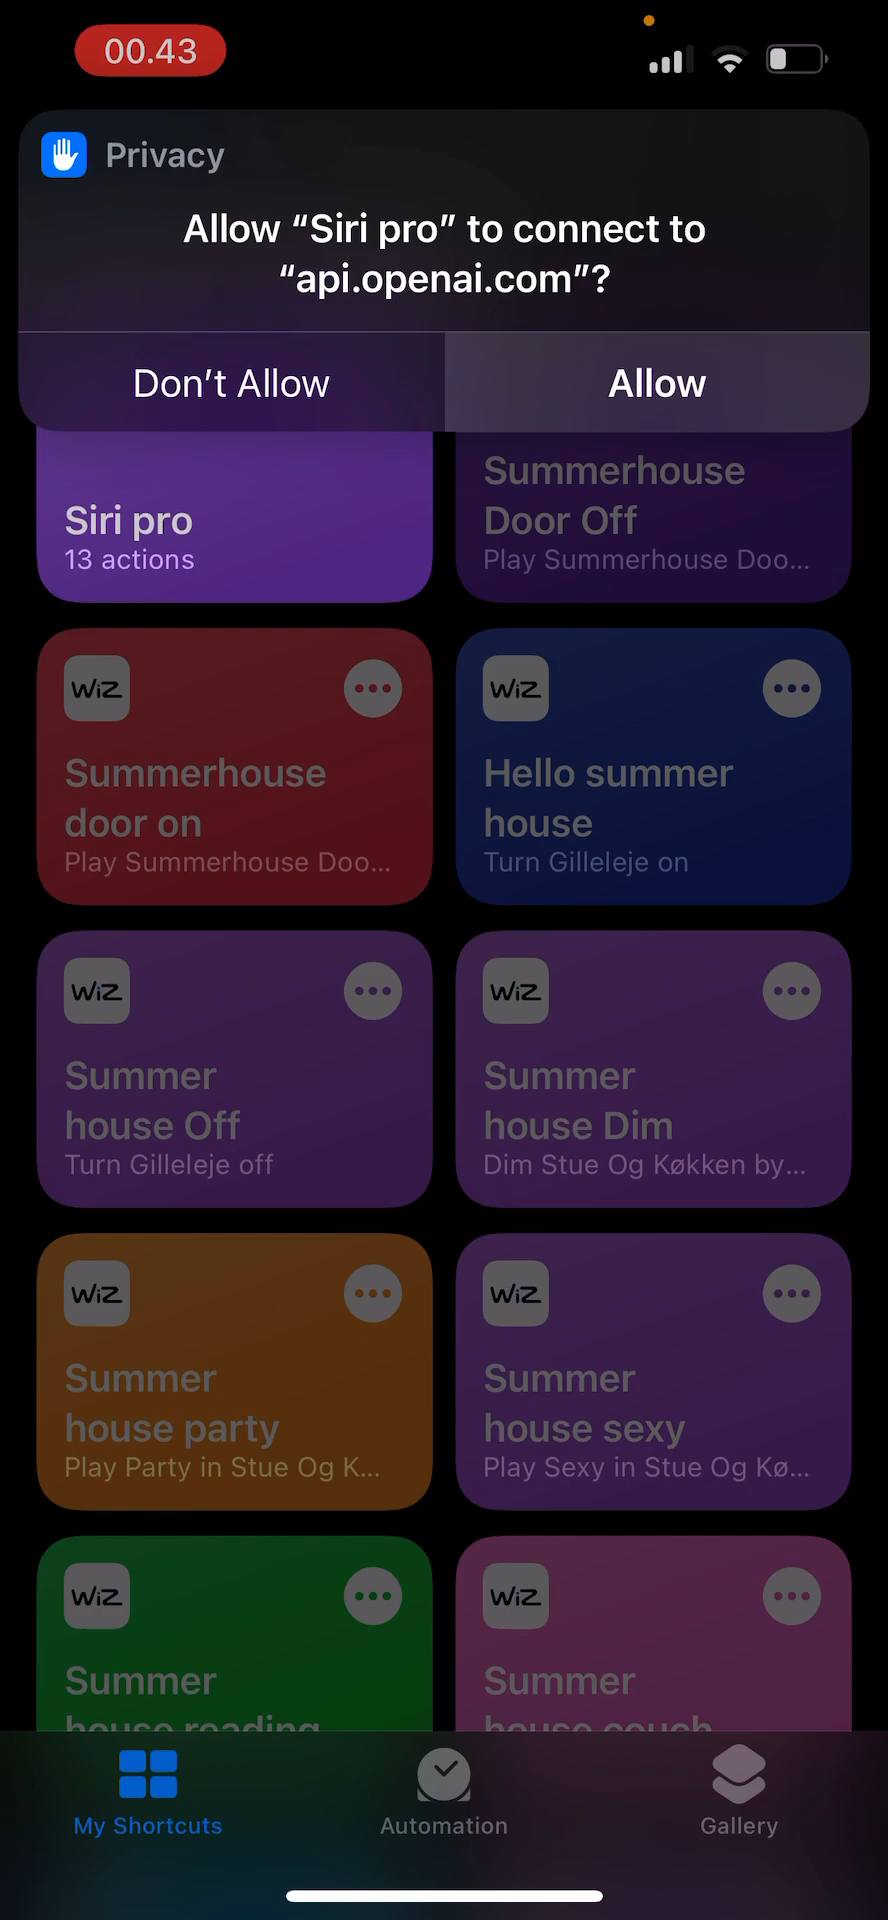 00.43
Privacy
Allow “Siri pro” to connect to
“api.openai.com”?
Don’t Allow
Allow
Siri pro
13 actions
Summerhouse
Door Off
Play Summerhouse Doo...
WiZ
Summerhouse
door on
Play Summerhouse Doo...
WiZ
Hello summer
house
Turn Gilleleje on
WiZ
Summer
house Off
Turn Gilleleje off
WiZ
Summer
house Dim
Dim Stue Og Køkken by...
WiZ
Summer
house party
Play Party in Stue Og K...
WiZ
Summer
house sexy
Play Sexy in Stue Og Kø...
WiZ
Summer
house reading
WiZ
Summer
house couch
My Shortcuts
Automation
Gallery